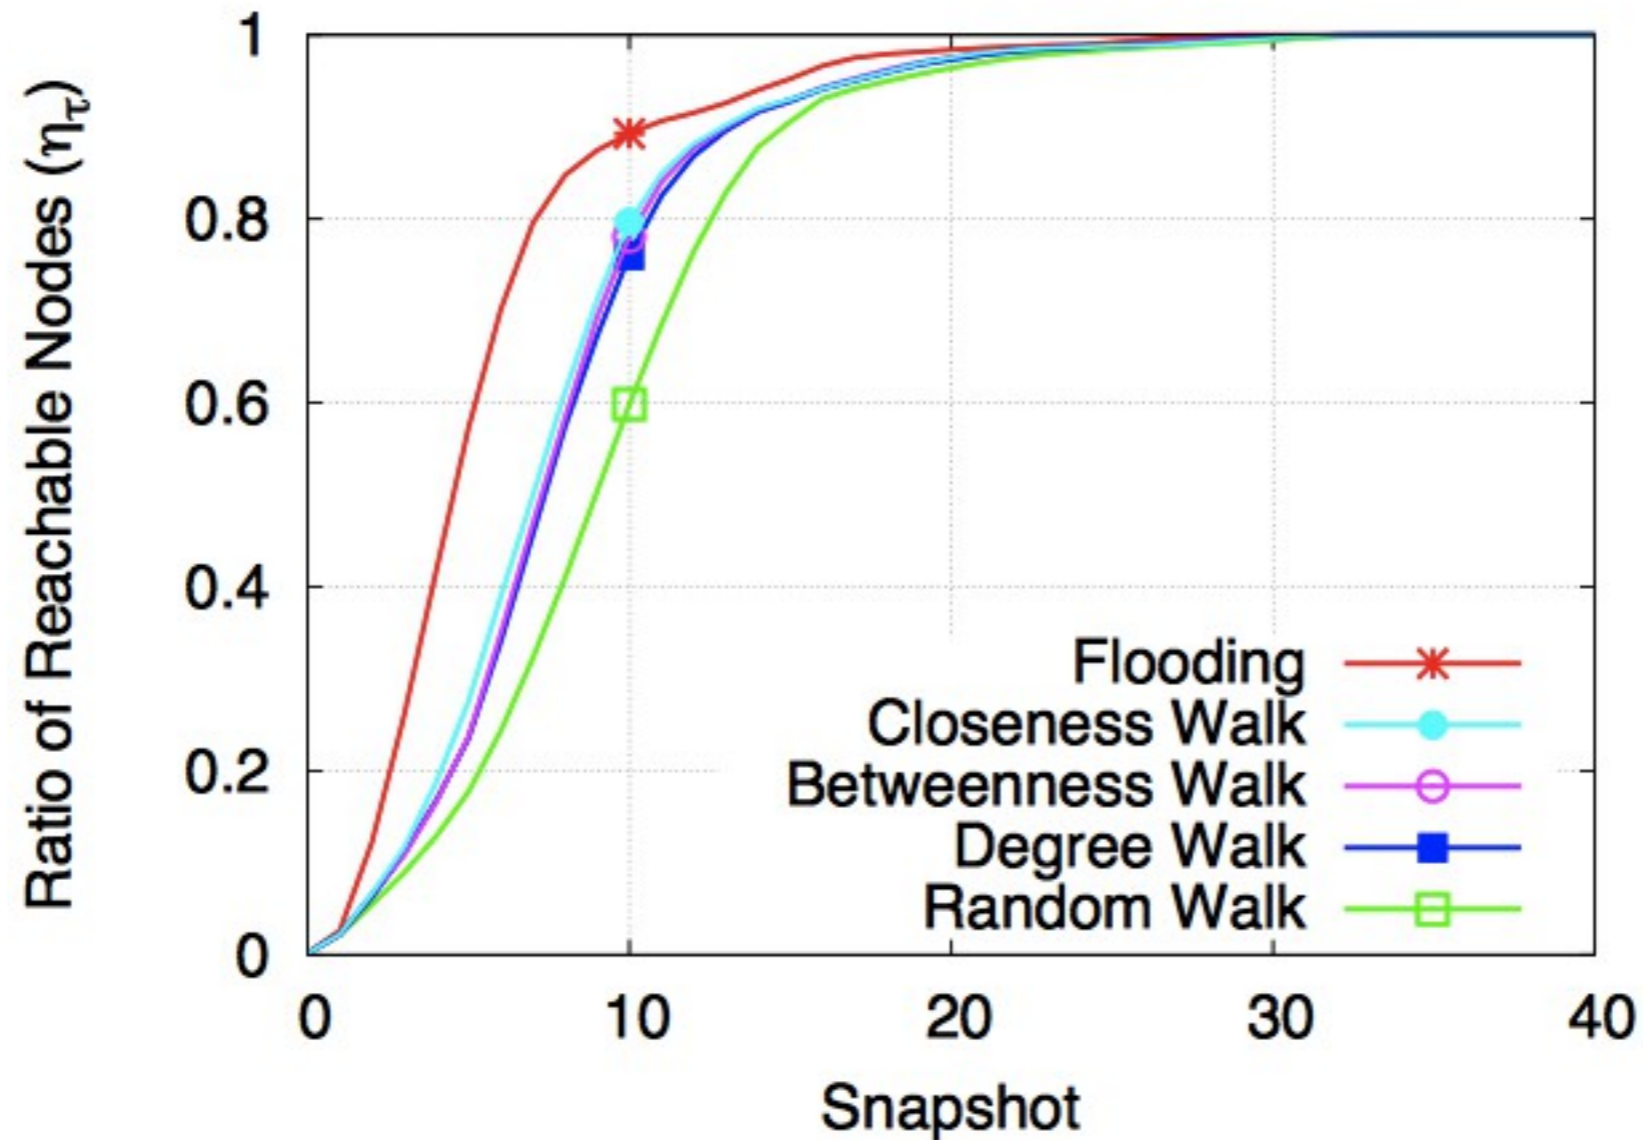 Ratio of Reachable Nodes (ητ)
1
0.8
0.6
0.4
0.2
0
Flooding
Closeness Walk
Betweenness Walk
Degree Walk
Random Walk
0 10 20 30 40
Snapshot